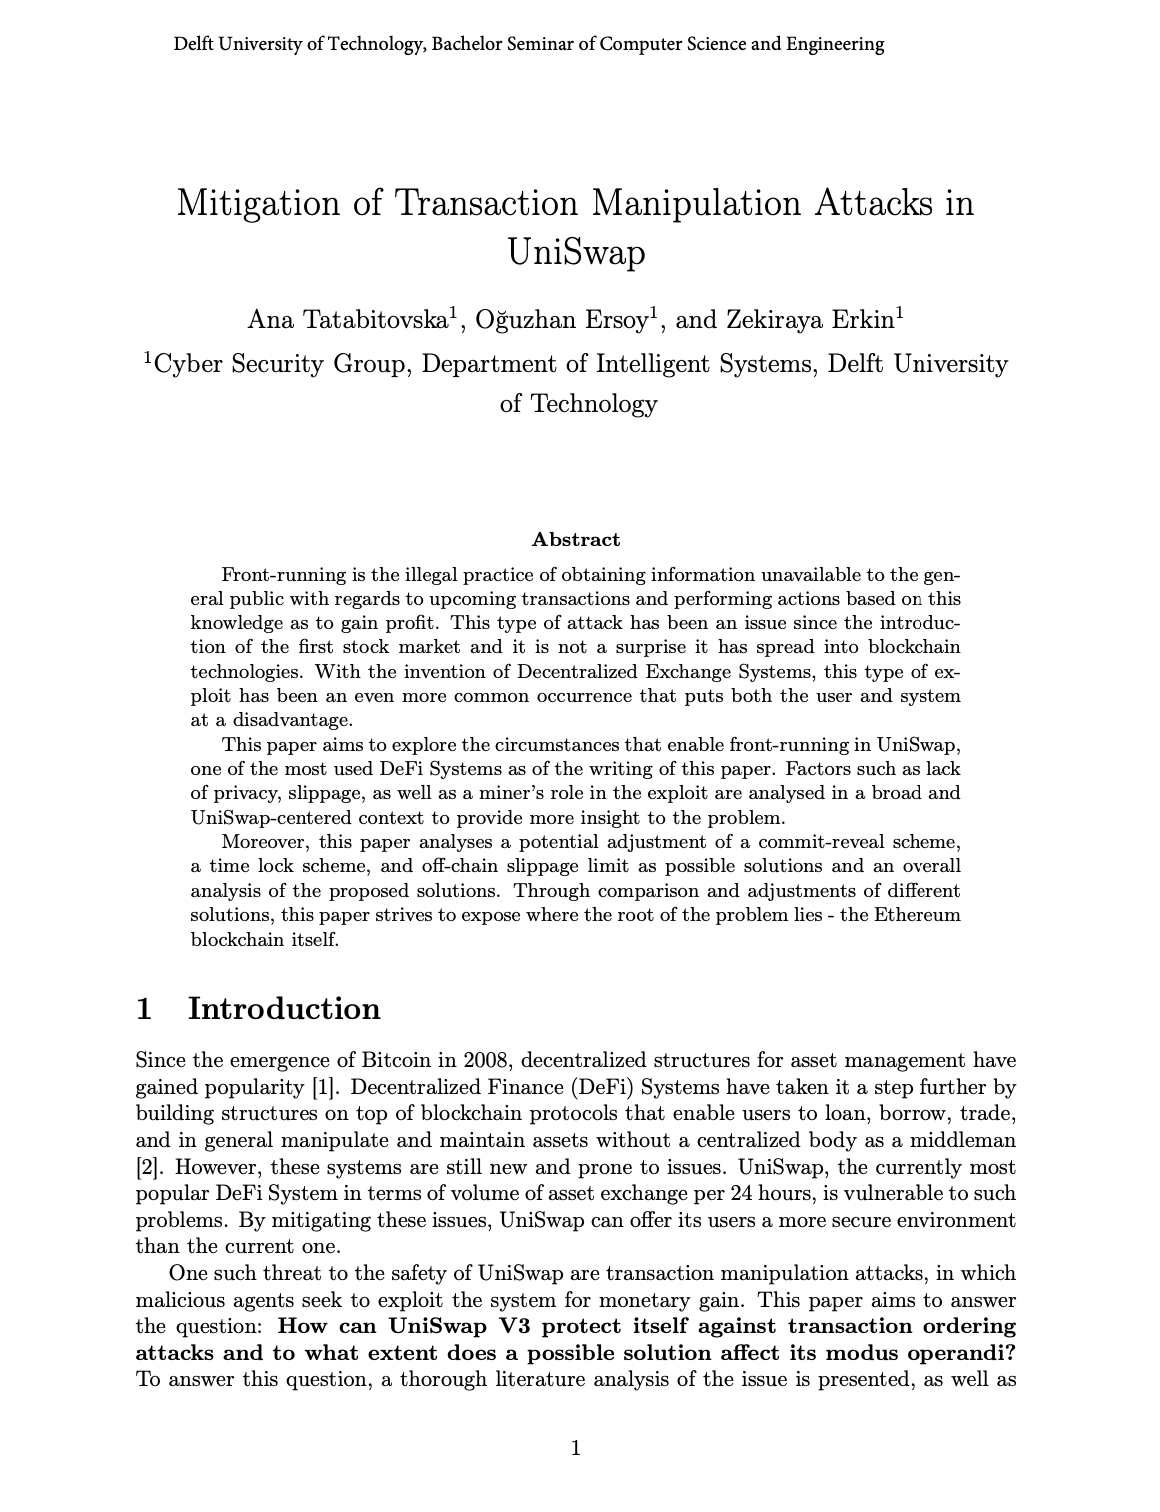 Delft University of Technology, Bachelor Seminar of Computer Science and Engineering
Mitigation of Transaction Manipulation Attacks in
UniSwap
Ana Tatabitovska¹, Oğuzhan Ersoy¹, and Zekiraya Erkin¹
¹Cyber Security Group, Department of Intelligent Systems, Delft University
of Technology
Abstract
Front-running is the illegal practice of obtaining information unavailable to the gen-
eral public with regards to upcoming transactions and performing actions based on this
knowledge as to gain profit. This type of attack has been an issue since the introduc-
tion of the first stock market and it is not a surprise it has spread into blockchain
technologies. With the invention of Decentralized Exchange Systems, this type of ex-
ploit has been an even more common occurrence that puts both the user and system
at a disadvantage.
This paper aims to explore the circumstances that enable front-running in UniSwap,
one of the most used DeFi Systems as of the writing of this paper. Factors such as lack
of privacy, slippage, as well as a miner's role in the exploit are analysed in a broad and
UniSwap-centered context to provide more insight to the problem.
Moreover, this paper analyses a potential adjustment of a commit-reveal scheme,
a time lock scheme, and off-chain slippage limit as possible solutions and an overall
analysis of the proposed solutions. Through comparison and adjustments of different
solutions, this paper strives to expose where the root of the problem lies - the Ethereum
blockchain itself.
1 Introduction
Since the emergence of Bitcoin in 2008, decentralized structures for asset management have
gained popularity [1]. Decentralized Finance (DeFi) Systems have taken it a step further by
building structures on top of blockchain protocols that enable users to loan, borrow, trade,
and in general manipulate and maintain assets without a centralized body as a middleman
[2]. However, these systems are still new and prone to issues. UniSwap, the currently most
popular DeFi System in terms of volume of asset exchange per 24 hours, is vulnerable to such
problems. By mitigating these issues, UniSwap can offer its users a more secure environment
than the current one.
One such threat to the safety of UniSwap are transaction manipulation attacks, in which
malicious agents seek to exploit the system for monetary gain. This paper aims to answer
the question: How can UniSwap V3 protect itself against transaction ordering
attacks and to what extent does a possible solution affect its modus operandi?
To answer this question, a thorough literature analysis of the issue is presented, as well as
1